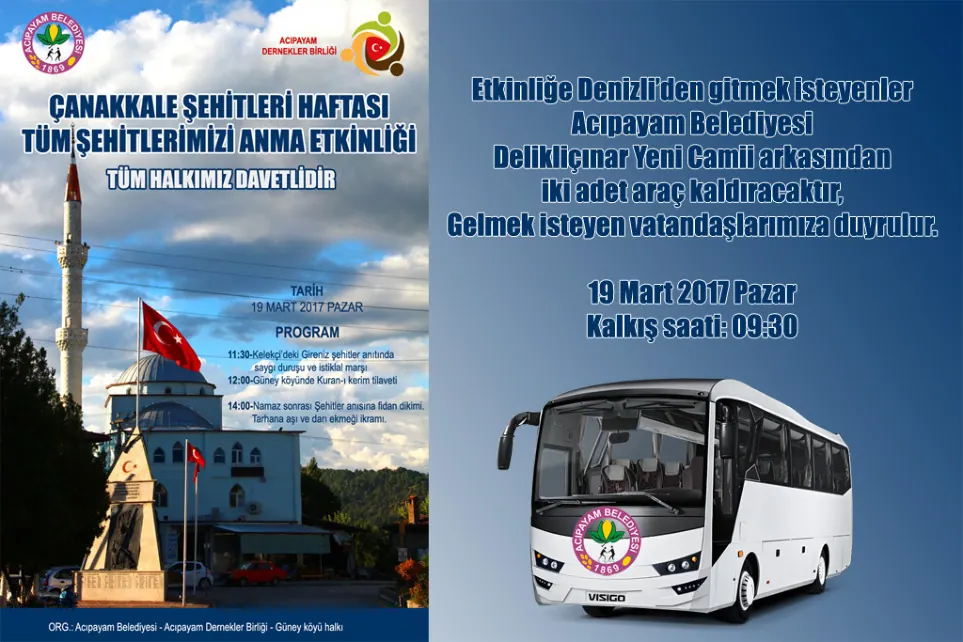 ACIPAYAM BELEDİYESİ
1869
ACIPAYAM
DERNEKLER BİRLİĞİ
ÇANAKKALE ŞEHİTLERİ HAFTASI
TÜM ŞEHİTLERİMİZİ ANMA ETKİNLİĞİ
TÜM HALKIMIZ DAVETLİDİR
TARİH
19 MART 2017 PAZAR
PROGRAM
11:30-Kelekçi'deki Gireniz şehitler anıtında
saygı duruşu ve istiklal marşı
12:00-Güney köyünde Kuran-ı kerim tilaveti
14:00-Namaz sonrası Şehitler anısına fidan dikimi.
Tarhana aşı ve darı ekmeği ikramı.
ORG.: Acıpayam Belediyesi - Acıpayam Dernekler Birliği - Güney köyü halkı
Etkinliğe Denizli'den gitmek isteyenler
Acıpayam Belediyesi
Delikliçınar Yeni Camii arkasından
iki adet araç kaldıracaktır,
Gelmek isteyen vatandaşlarımıza duyrulur.
19 Mart 2017 Pazar
Kalkış saati: 09:30
ACIPAYAM BELEDİYESİ
1869
VISIGO